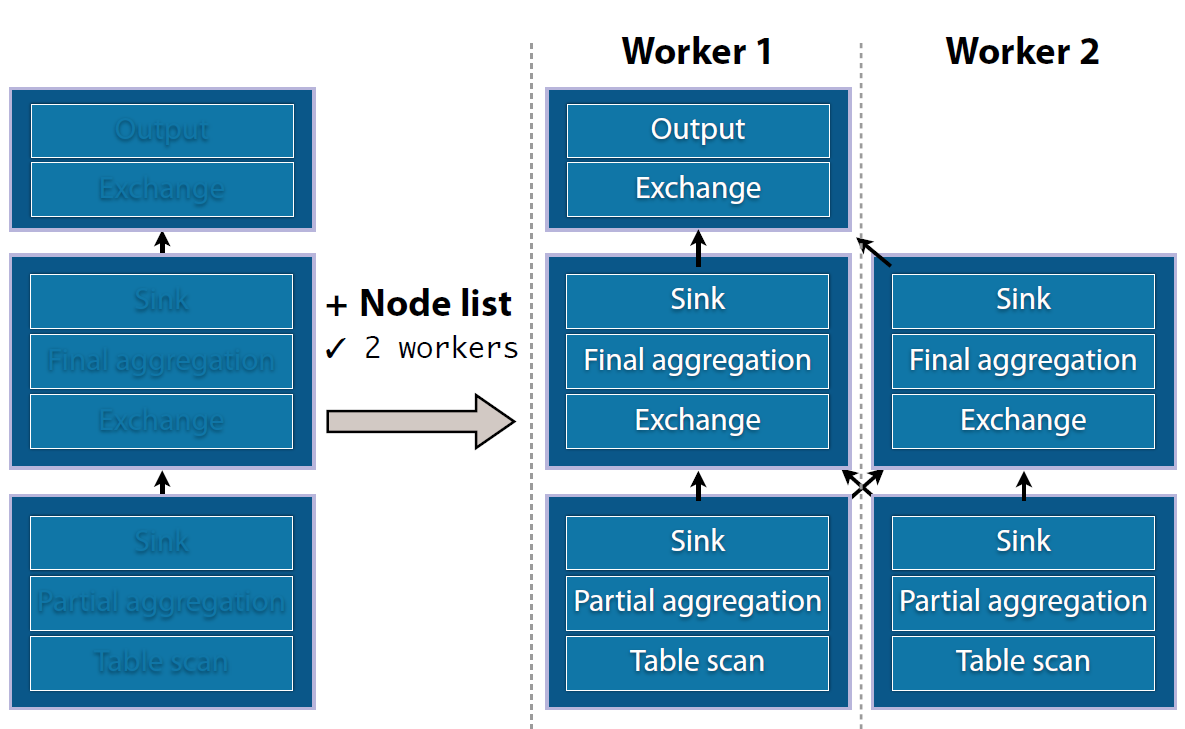 Worker 1
Worker 2
Output
Exchange
Sink
Final aggregation
Exchange
Sink
Partial aggregation
Table scan
+ Node list
✓ 2 workers
Output
Exchange
Sink
Final aggregation
Exchange
Sink
Partial aggregation
Table scan
Sink
Final aggregation
Exchange
Sink
Partial aggregation
Table scan